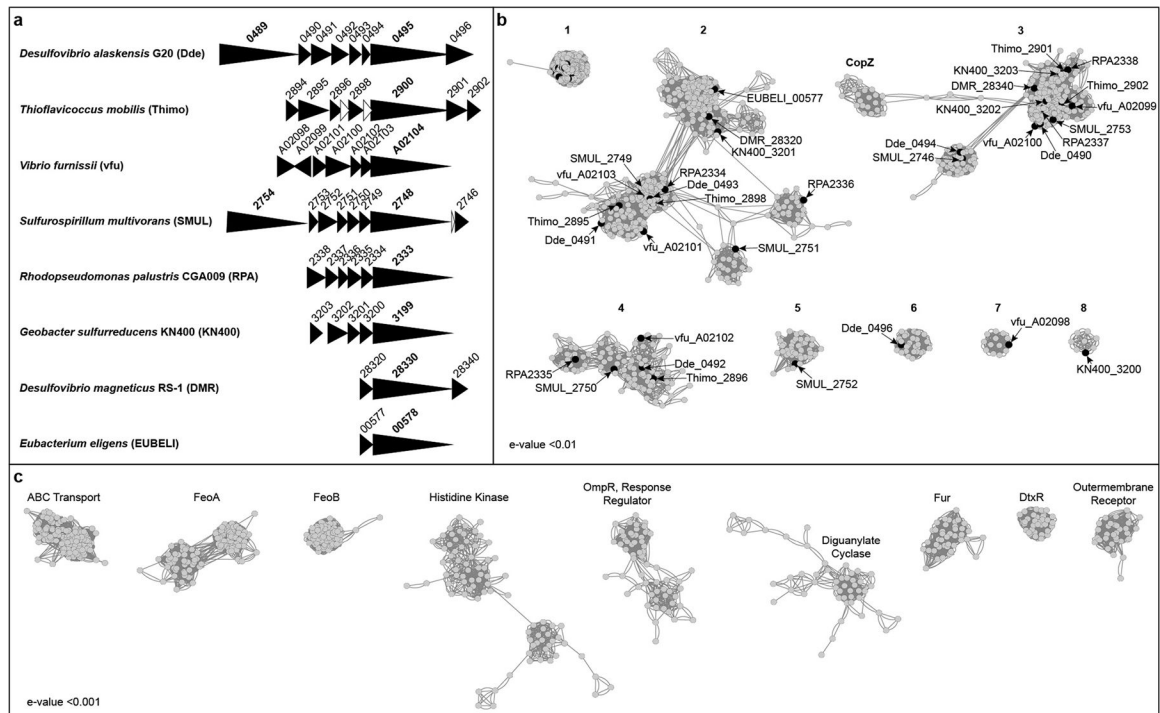 a
0489
0490
0491
0492
0493
0494
0495
0496
Desulfovibrio alaskensis G20 (Dde)
2894
2895
2896
2898
2900
2901
2902
Thioflavicoccus mobilis (Thimo)
A02098
A02099
A02101
A02100
A02102
A02103
A02104
Vibrio furnissii (vfu)
2754
2753
2752
2751
2750
2749
2748
2746
Sulfurospirillum multivorans (SMUL)
2338
2337
2336
2335
2334
2333
Rhodopseudomonas palustris CGA009 (RPA)
3203
3202
3201
3200
3199
Geobacter sulfurreducens KN400 (KN400)
28320
28330
28340
Desulfovibrio magneticus RS-1 (DMR)
00577
00578
Eubacterium eligens (EUBELI)
b
1
2
3
EUBELI_00577
DMR_28320
KN400_3201
SMUL_2749
vfu_A02103
RPA2334
Dde_0493
Thimo_2898
RPA2336
Thimo_2895
Dde_0491
vfu_A02101
SMUL_2751
CopZ
Thimo_2901
RPA2338
KN400_3203
DMR_28340
Thimo_2902
KN400_3202
vfu_A02099
Dde_0494
SMUL_2746
SMUL_2753
vfu_A02100
RPA2337
Dde_0490
4
5
6
7
8
vfu_A02102
RPA2335
Dde_0492
SMUL_2750
Thimo_2896
SMUL_2752
Dde_0496
vfu_A02098
KN400_3200
e-value <0.01
c
ABC Transport
FeoA
FeoB
Histidine Kinase
OmpR, Response
Regulator
Diguanylate
Cyclase
Fur
DtxR
Outermembrane
Receptor
e-value <0.001